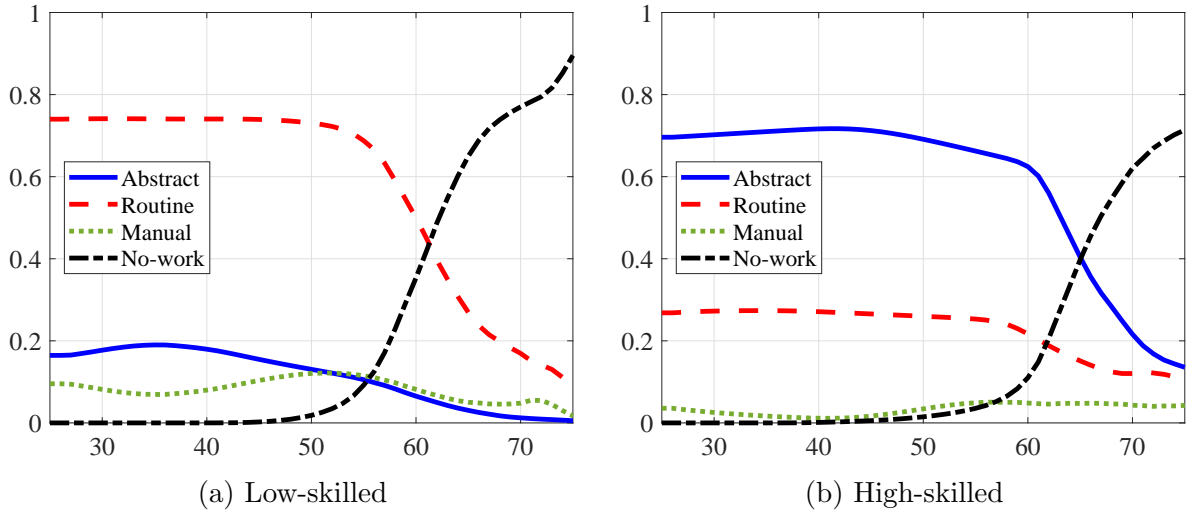 1
0.8
0.6
0.4
0.2
0
30 40 50 60 70
Abstract
Routine
Manual
No-work
(a) Low-skilled
1
0.8
0.6
0.4
0.2
0
30 40 50 60 70
Abstract
Routine
Manual
No-work
(b) High-skilled